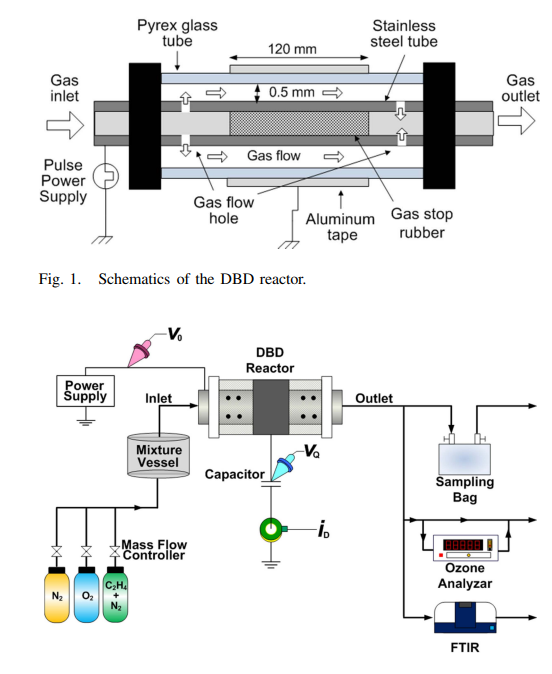 Pyrex glass
tube
Stainless
steel tube
120 mm
Gas
inlet
0.5 mm
Gas
outlet
Pulse
Power
Supply
Gas flow
Gas flow
hole
Aluminum
tape
Gas stop
rubber
Fig. 1. Schematics of the DBD reactor.
V₀
DBD
Reactor
Power
Supply
Inlet
Outlet
Mixture
Vessel
Capacitor
V_Q
Sampling
Bag
i_D
Mass Flow
Controller
Ozone
Analyzar
N₂
O₂
C₂H₄
+
N₂
FTIR